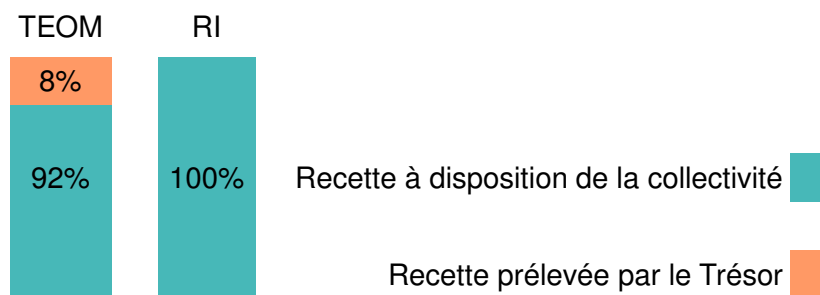 TEOM RI
8%
92% 100% Recette à disposition de la collectivité
Recette prélevée par le Trésor